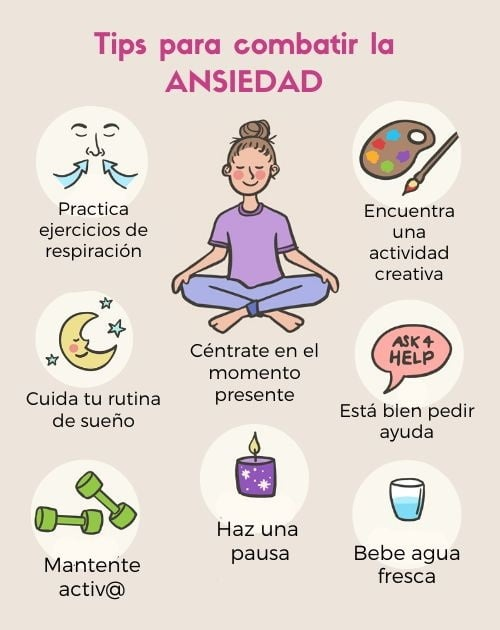 Tips para combatir la
ANSIEDAD
Practica
ejercicios de
respiración
Encuentra
una
actividad
creativa
Céntrate en el
momento
presente
Cuida tu rutina
de sueño
ASK 4
HELP
Está blen pedir
ayuda
Mantente
activ@
Haz una
pausa
Bebe agua
fresca